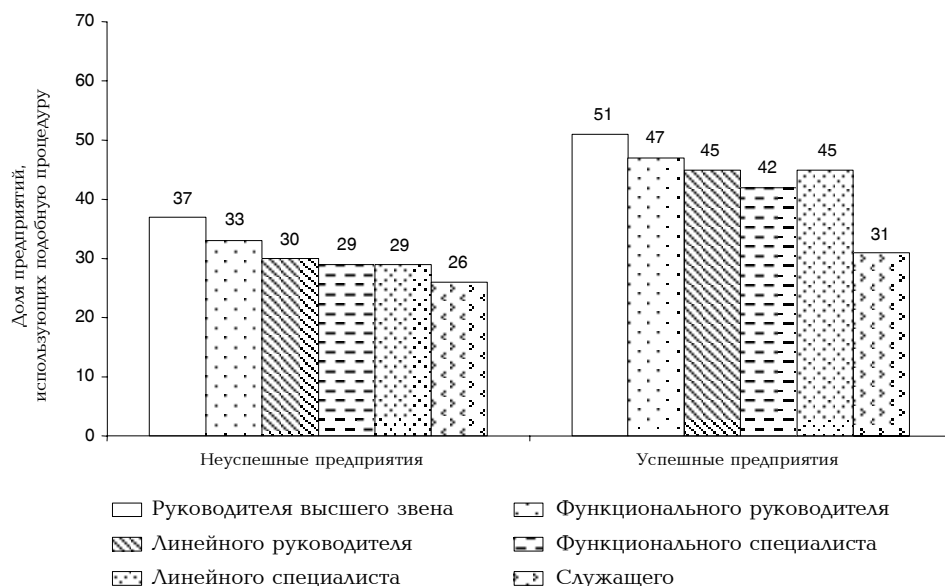 70
60
50
40
30
20
10
0
Доля предприятий,
использующих подобную процедуру
37
33
30
29
29
26
51
47
45
42
45
31
Неуспешные предприятия
Успешные предприятия
Руководителя высшего звена
Функционального руководителя
Линейного руководителя
Функционального специалиста
Линейного специалиста
Служащего